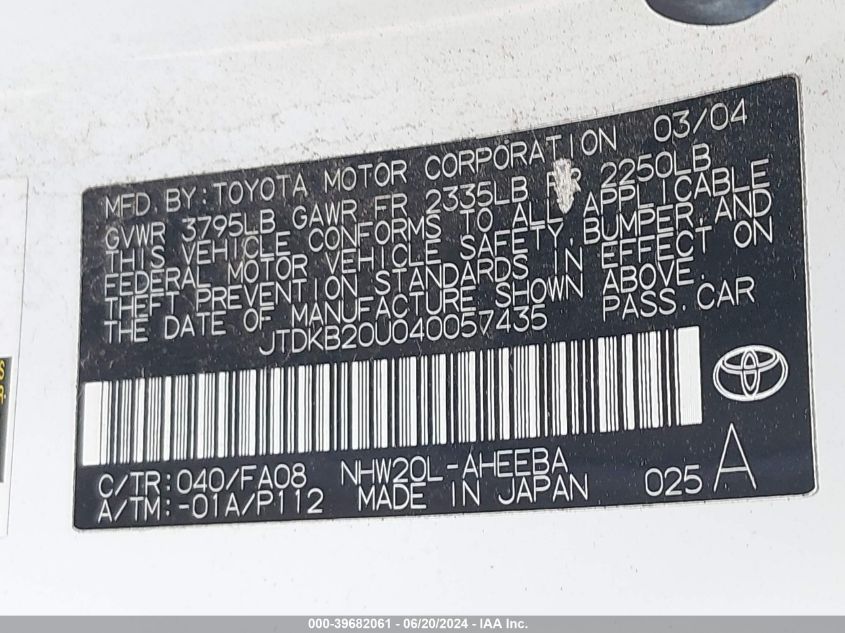 MFD BY: TOYOTA MOTOR CORPORATION 03/04
GVWR 3795LB GAWR FR 2335LB RR 2250LB
THIS VEHICLE CONFORMS TO ALL APPLICABLE
FEDERAL MOTOR VEHICLE SAFETY, BUMPER, AND
THEFT PREVENTION STANDARDS IN EFFECT ON
THE DATE OF MANUFACTURE SHOWN ABOVE.
JTDKB20U040057435 PASS. CAR
C/TR: 040/FA08 NHW20L-AHEEBA
A/TM: -01A/P112 MADE IN JAPAN 025 A
000-39682061 - 06/20/2024 - IAA Inc.